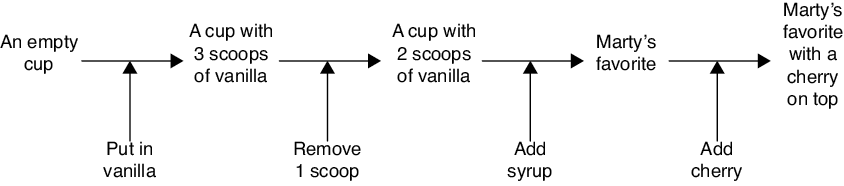 An empty
cup
Put in
vanilla
A cup with
3 scoops
of vanilla
Remove
1 scoop
A cup with
2 scoops
of vanilla
Add
syrup
Marty’s
favorite
Add
cherry
Marty’s
favorite
with a
cherry
on top